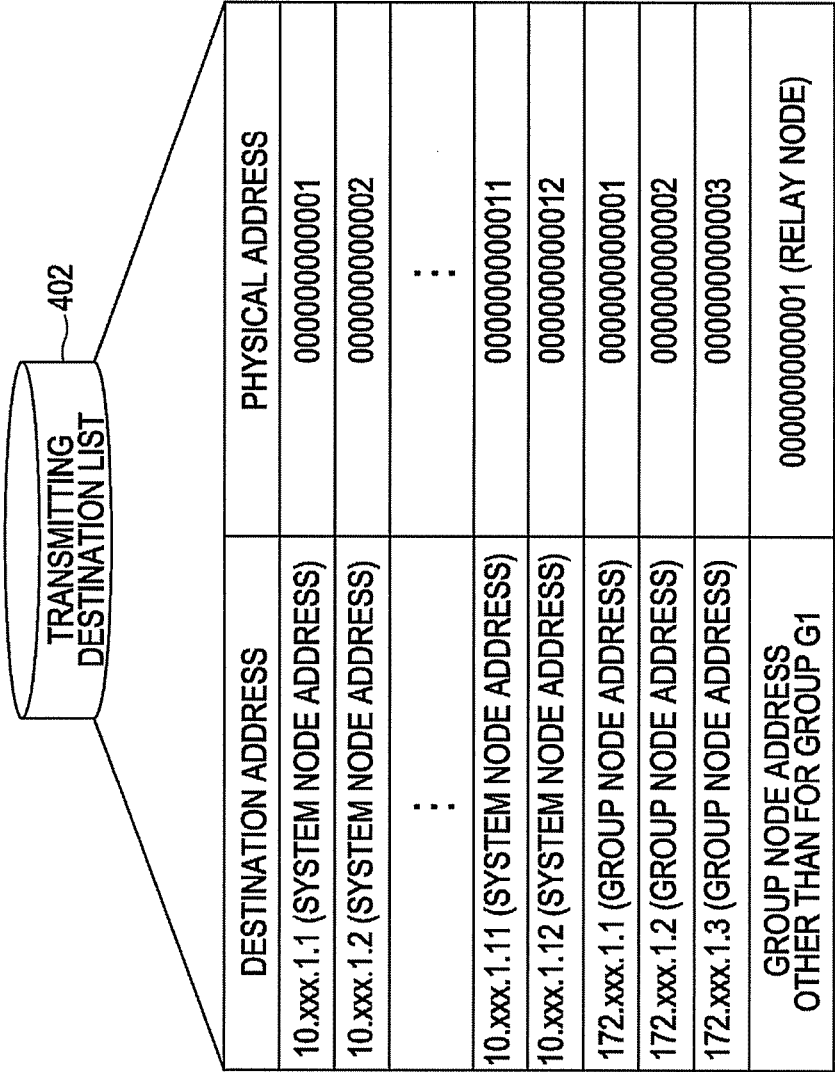 TRANSMITTING
DESTINATION LIST
402
DESTINATION ADDRESS PHYSICAL ADDRESS
10.xxx.1.1 (SYSTEM NODE ADDRESS) 000000000001
10.xxx.1.2 (SYSTEM NODE ADDRESS) 000000000002
⋮ ⋮
10.xxx.1.11 (SYSTEM NODE ADDRESS) 000000000011
10.xxx.1.12 (SYSTEM NODE ADDRESS) 000000000012
172.xxx.1.1 (GROUP NODE ADDRESS) 000000000001
172.xxx.1.2 (GROUP NODE ADDRESS) 000000000002
172.xxx.1.3 (GROUP NODE ADDRESS) 000000000003
GROUP NODE ADDRESS
OTHER THAN FOR GROUP G1
000000000001 (RELAY NODE)